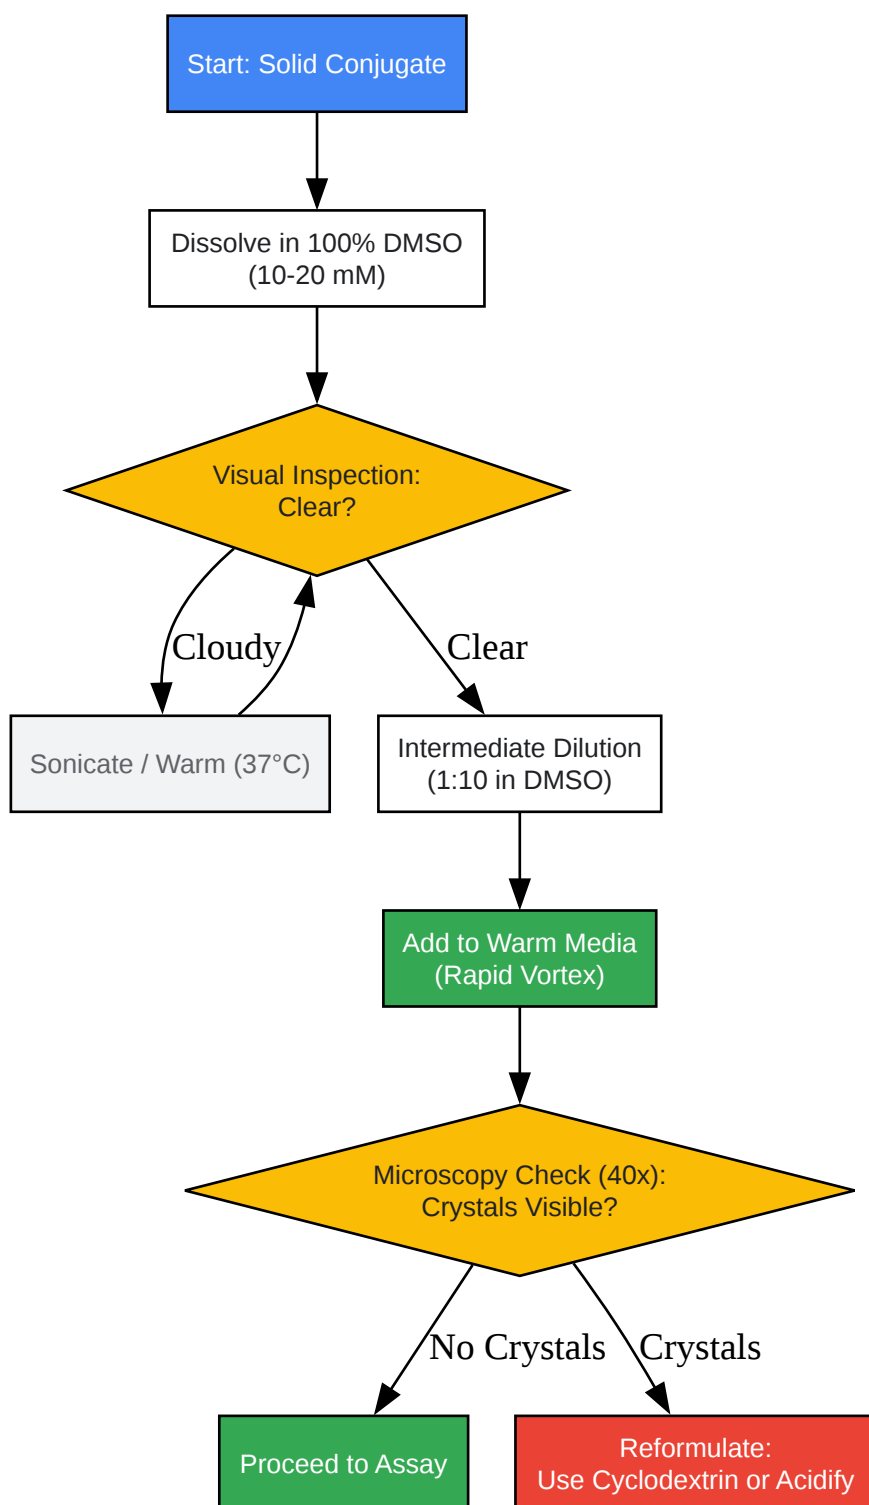 Start: Solid Conjugate
Dissolve in 100% DMSO
(10-20 mM)
Visual Inspection:
Clear?
Cloudy
Clear
Sonicate / Warm (37°C)
Intermediate Dilution
(1:10 in DMSO)
Add to Warm Media
(Rapid Vortex)
Microscopy Check (40x):
Crystals Visible?
No Crystals
Crystals
Proceed to Assay
Reformulate:
Use Cyclodextrin or Acidify